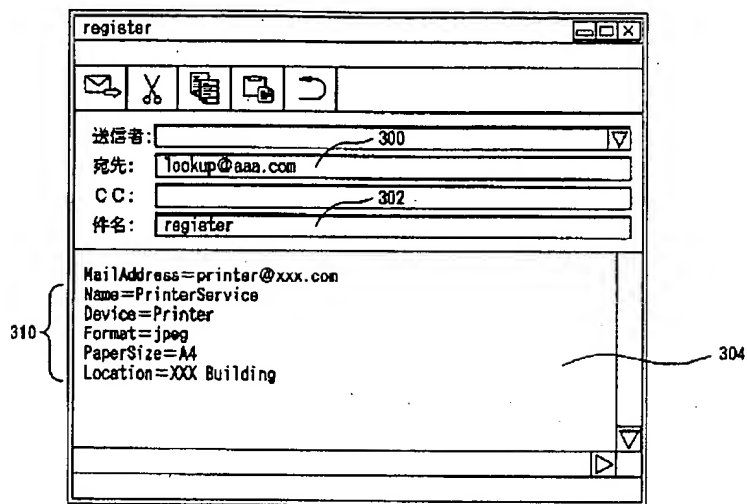 register
送信者:
300
宛先: lookup@aaa.com
CC:
302
件名: register
MailAddress=printer@xxx.com
Name=PrinterService
Device=Printer
Format=jpeg
PaperSize=A4
Location=XXX Building
310
304